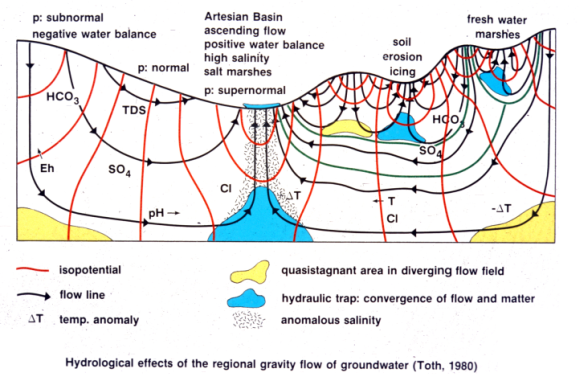 p: subnormal
negative water balance
Artesian Basin
ascending flow
positive water balance
high salinity
salt marshes
p: supernormal
p: normal
soil
erosion
icing
fresh water
marshes
HCO3
TDS
HCO3
SO4
Eh
SO4
Cl
ΔT
T
Cl
-ΔT
pH
isopotential
flow line
ΔT temp. anomaly
quasistagnant area in diverging flow field
hydraulic trap: convergence of flow and matter
anomalous salinity
Hydrological effects of the regional gravity flow of groundwater (Toth, 1980)